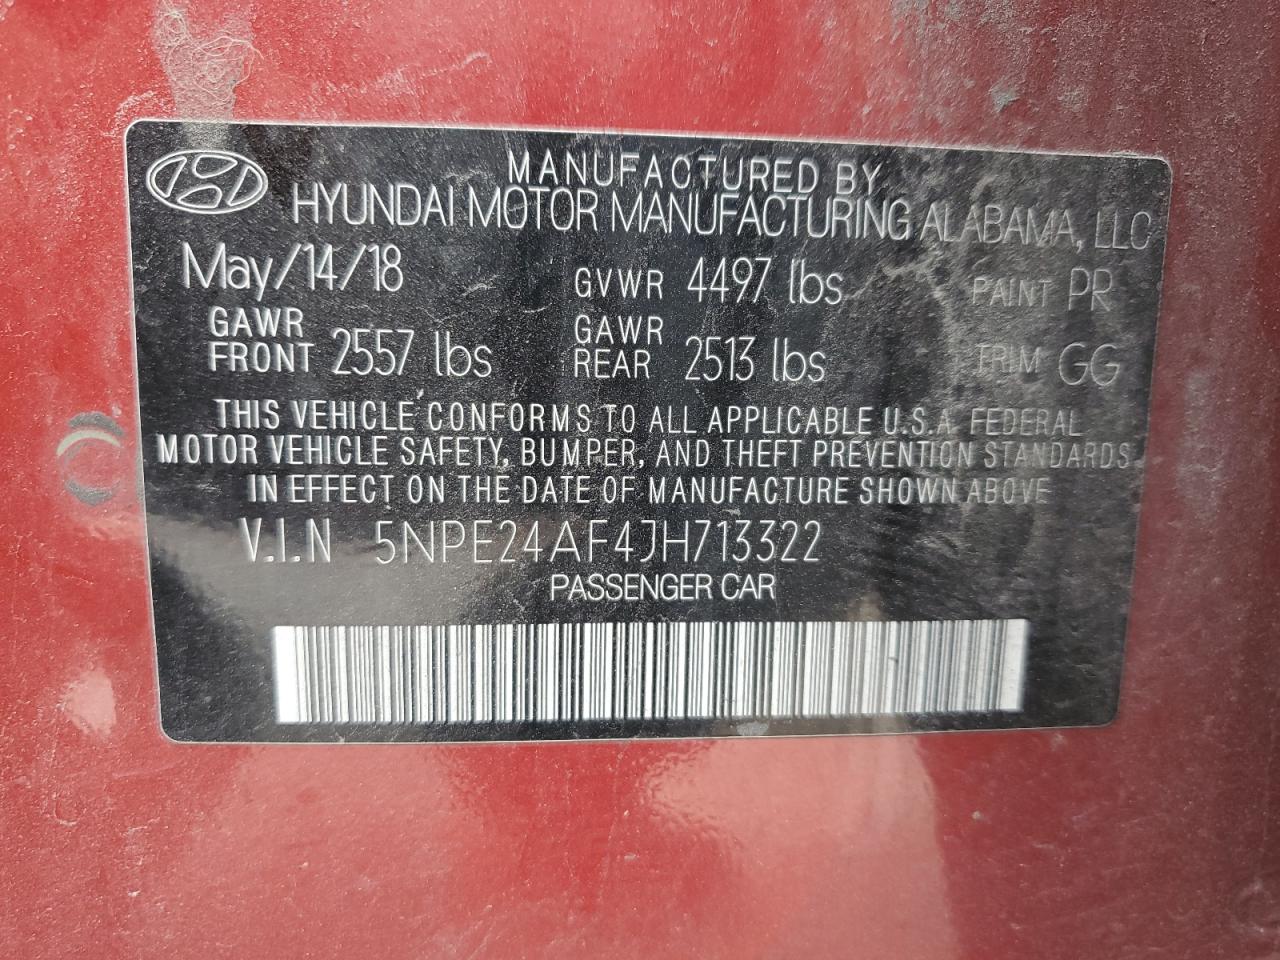 MANUFACTURED BY
HYUNDAI MOTOR MANUFACTURING ALABAMA, LLC
May/14/18 GVWR 4497 lbs PAINT PR
GAWR FRONT 2557 lbs GAWR REAR 2513 lbs TRIM GG
THIS VEHICLE CONFORMS TO ALL APPLICABLE U.S.A. FEDERAL
MOTOR VEHICLE SAFETY, BUMPER, AND THEFT PREVENTION STANDARDS
IN EFFECT ON THE DATE OF MANUFACTURE SHOWN ABOVE
V.I.N 5NPE24AF4JH713322
PASSENGER CAR